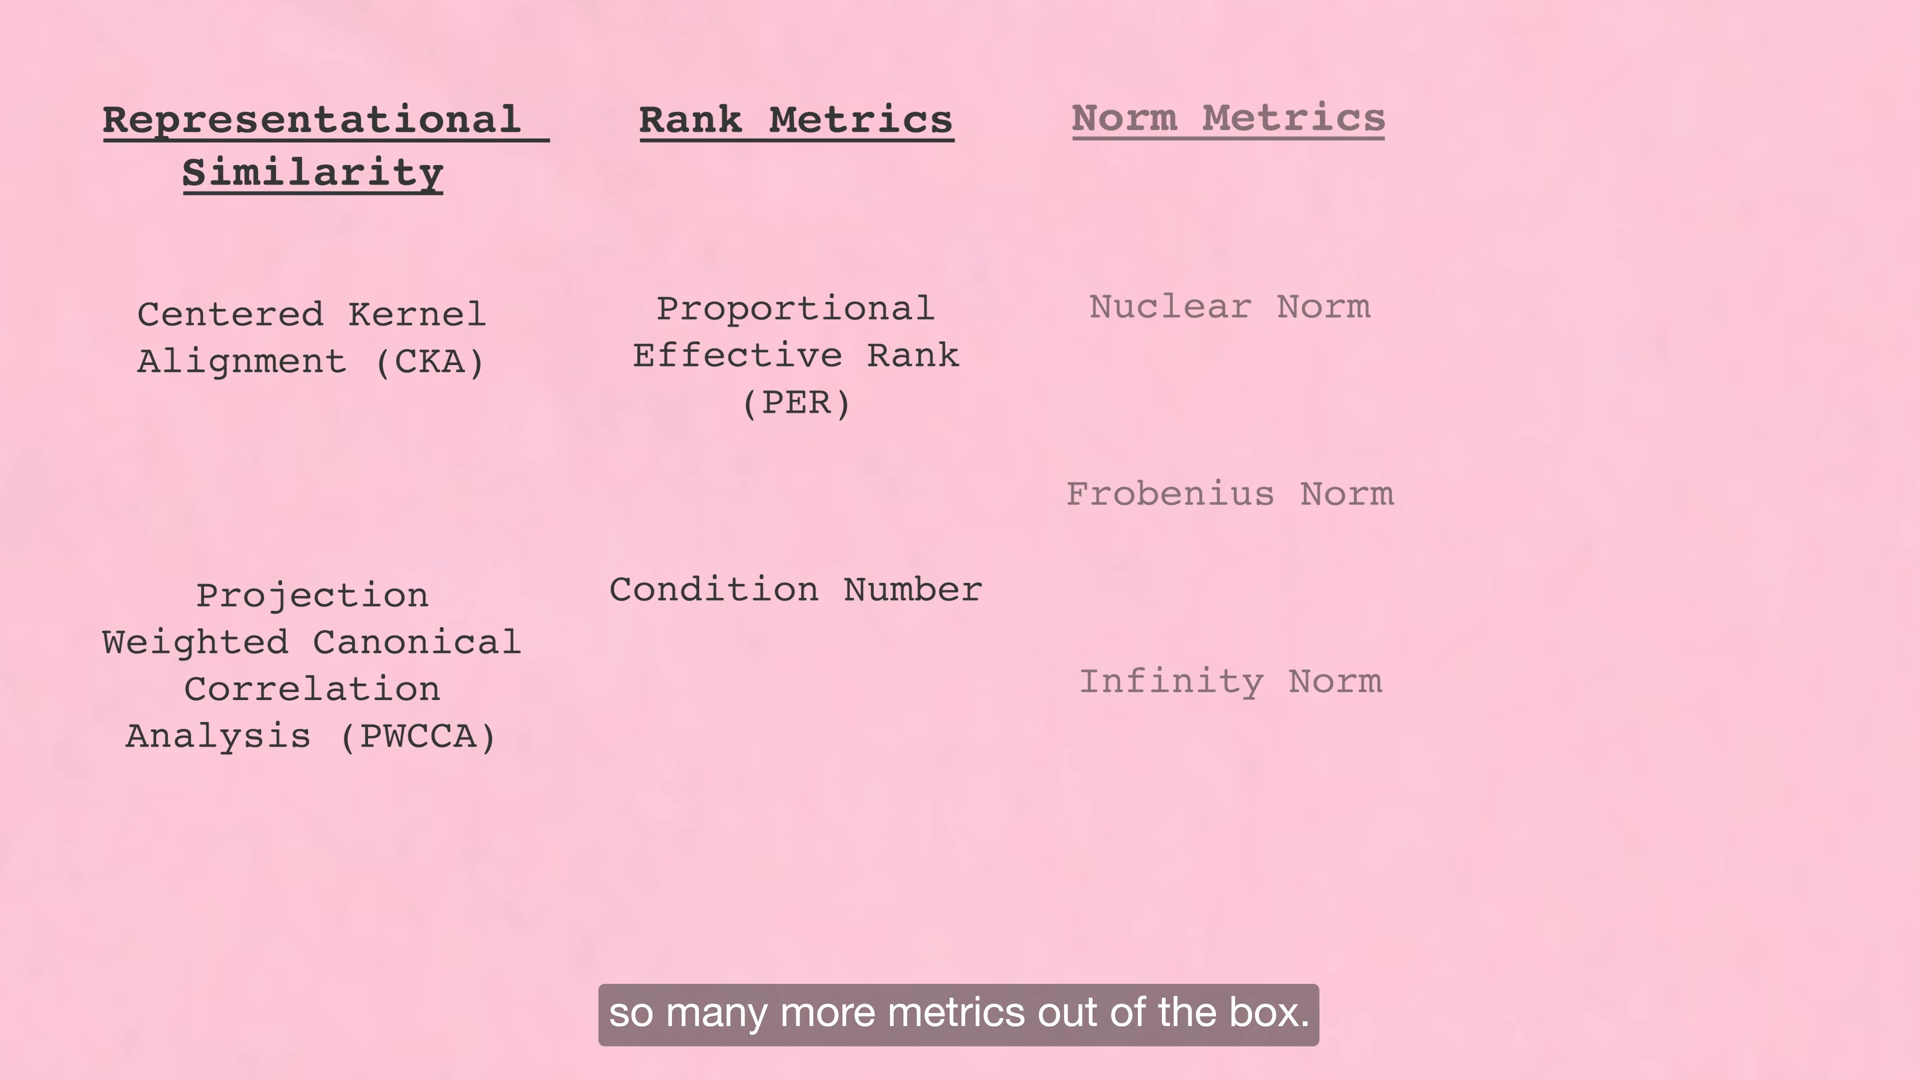 Representational
Similarity
Centered Kernel
Alignment (CKA)
Projection
Weighted Canonical
Correlation
Analysis (PWCCA)
Rank Metrics
Proportional
Effective Rank
(PER)
Condition Number
Norm Metrics
Nuclear Norm
Frobenius Norm
Infinity Norm
so many more metrics out of the box.